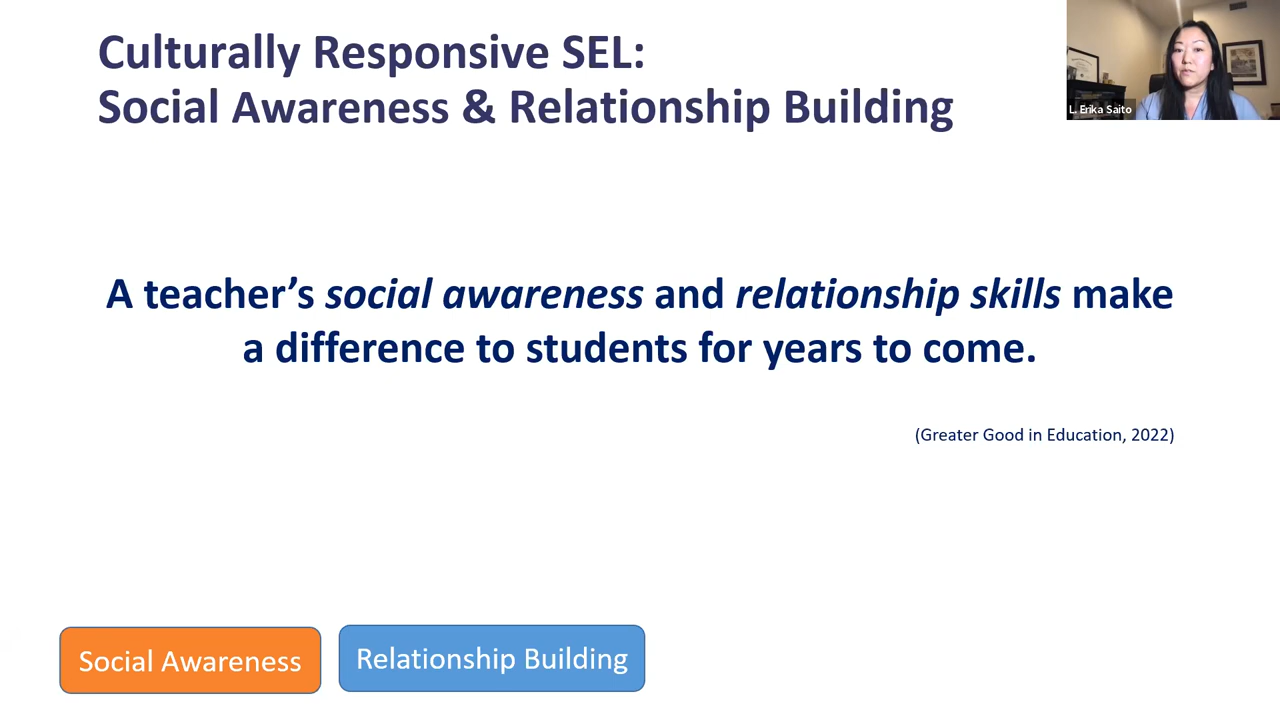 Culturally Responsive SEL:
Social Awareness & Relationship Building
L. Erika Saito
A teacher’s social awareness and relationship skills make
a difference to students for years to come.
(Greater Good in Education, 2022)
Social Awareness
Relationship Building